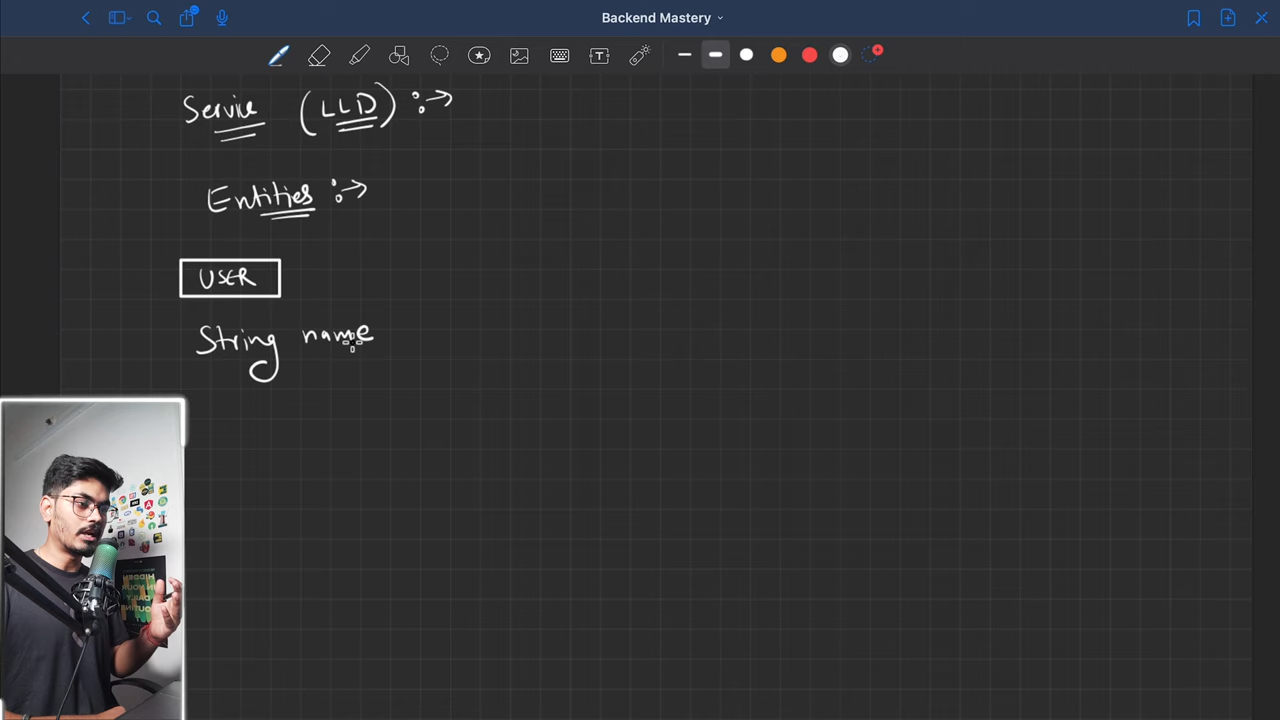 Backend Mastery
Service (LLD) :→
Entities :→
USER
String name